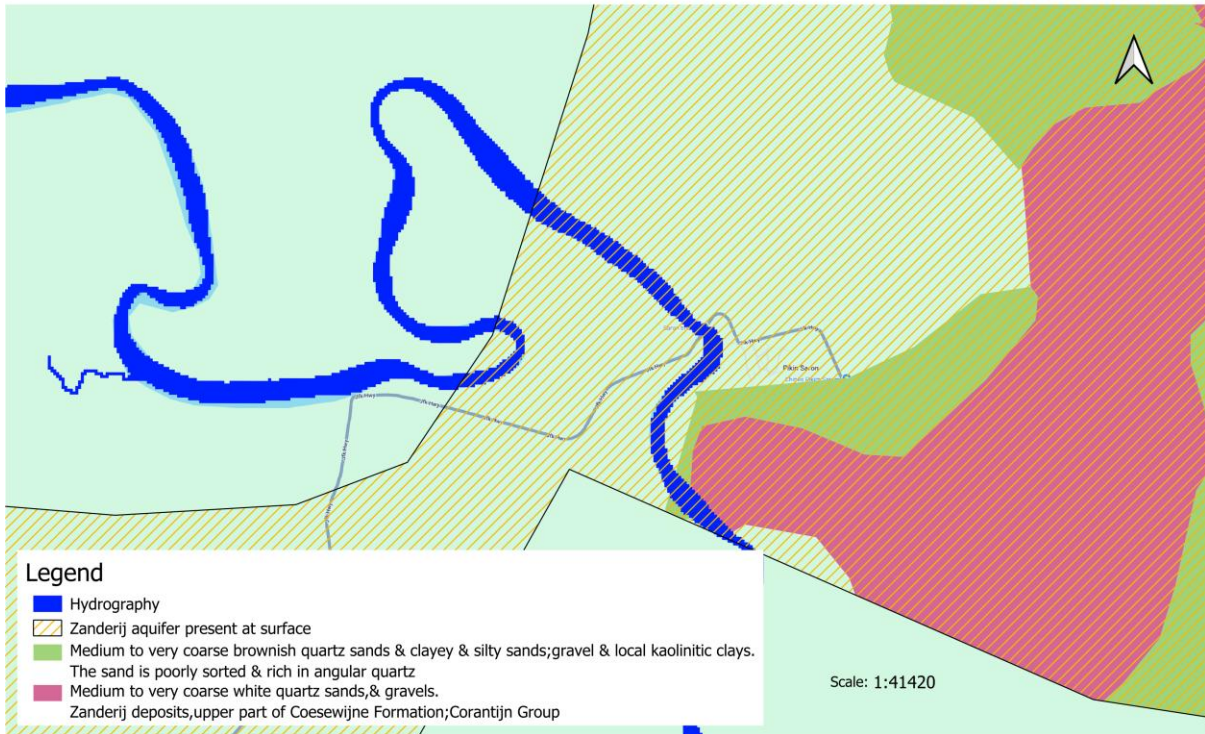 Pikin Saron
Legend
Hydrography
Zanderij aquifer present at surface
Medium to very coarse brownish quartz sands & clayey & silty sands;gravel & local kaolinitic clays.
The sand is poorly sorted & rich in angular quartz
Medium to very coarse white quartz sands,& gravels.
Zanderij deposits,upper part of Coesewijne Formation;Corantijn Group
Scale: 1:41420